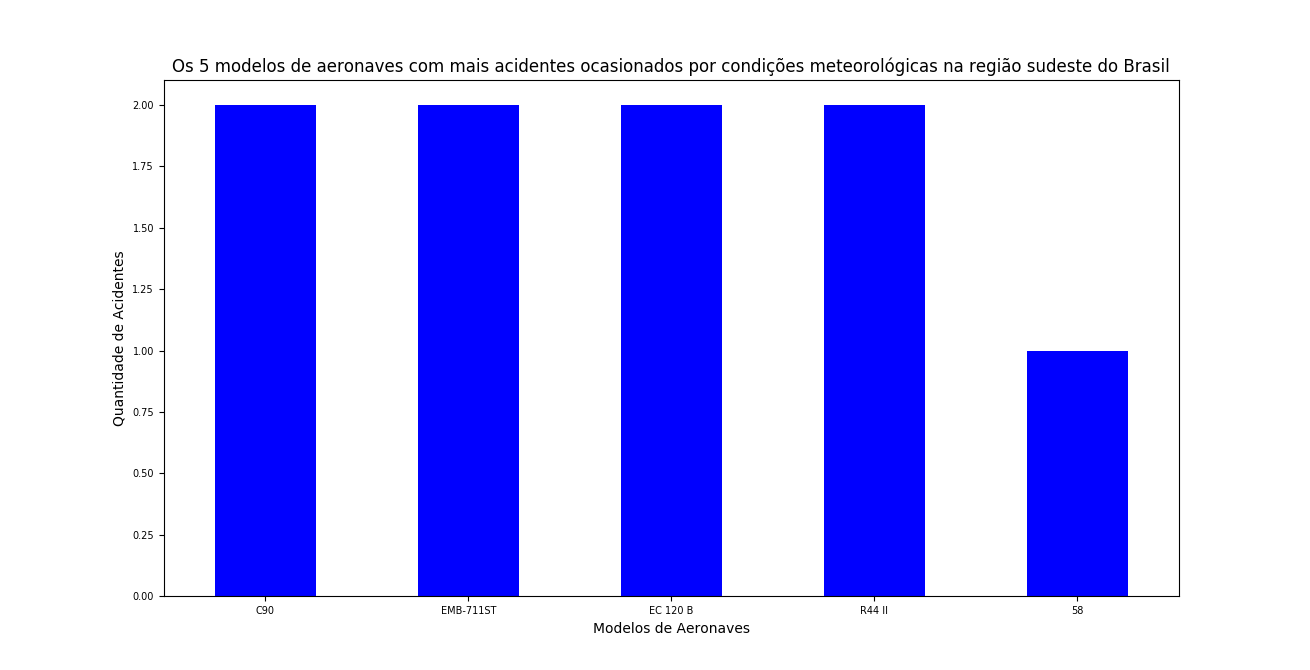 Os 5 modelos de aeronaves com mais acidentes ocasionados por condições meteorológicas na região sudeste do Brasil
Quantidade de Acidentes
2.00
1.75
1.50
1.25
1.00
0.75
0.50
0.25
0.00
C90 EMB-711ST EC 120 B R44 II 58
Modelos de Aeronaves